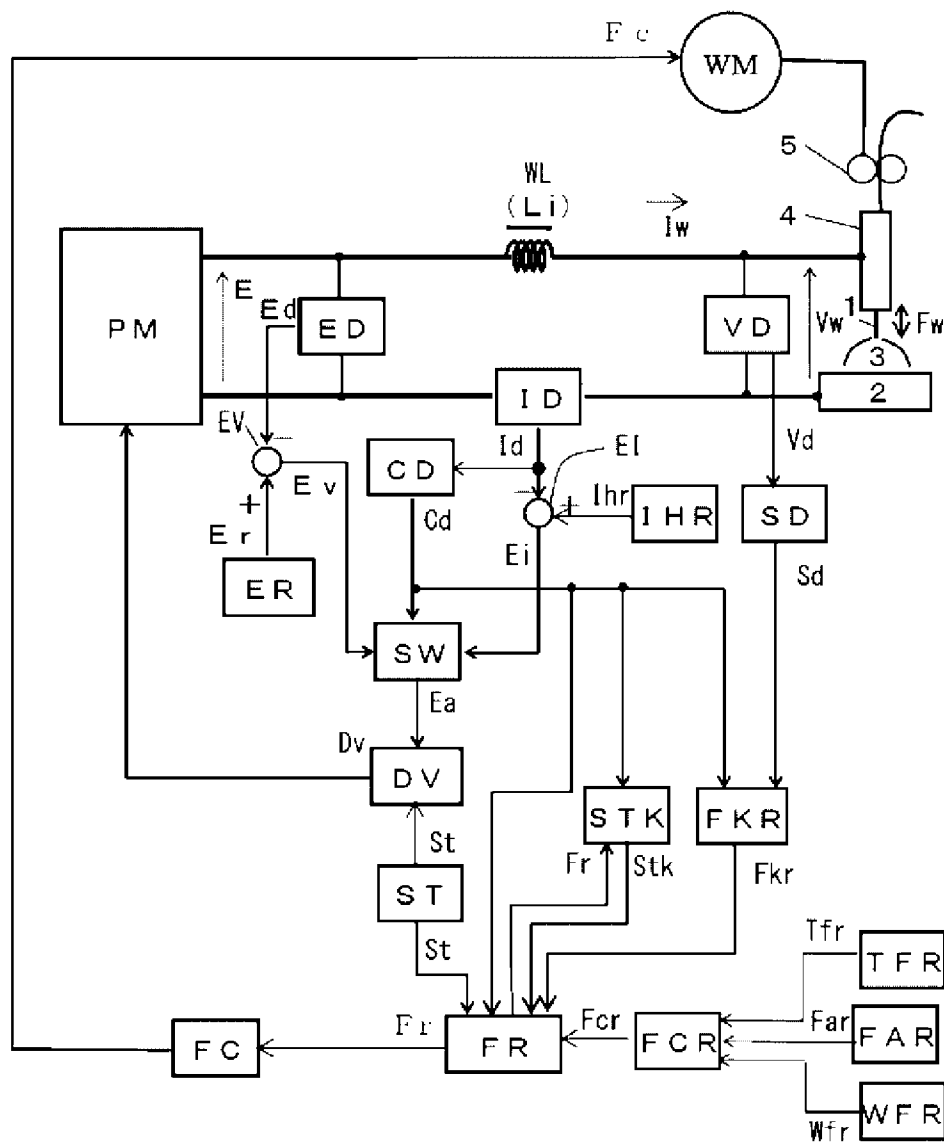 Fc
WM
5
WL
(Li)
Iw
4
E
PM
Ed
ED
VD
Vw
1
Fw
3
2
ID
EV
Id
EI
Vd
CD
Ev
Ihr
IHR
SD
+
Er
Cd
Ei
Sd
ER
SW
Ea
Dv
DV
STK
FKR
St
Fr
Stk
Fkr
ST
St
Tfr
TFR
Fr
Fcr
Far
FC
FR
FCR
FAR
Wfr
WFR